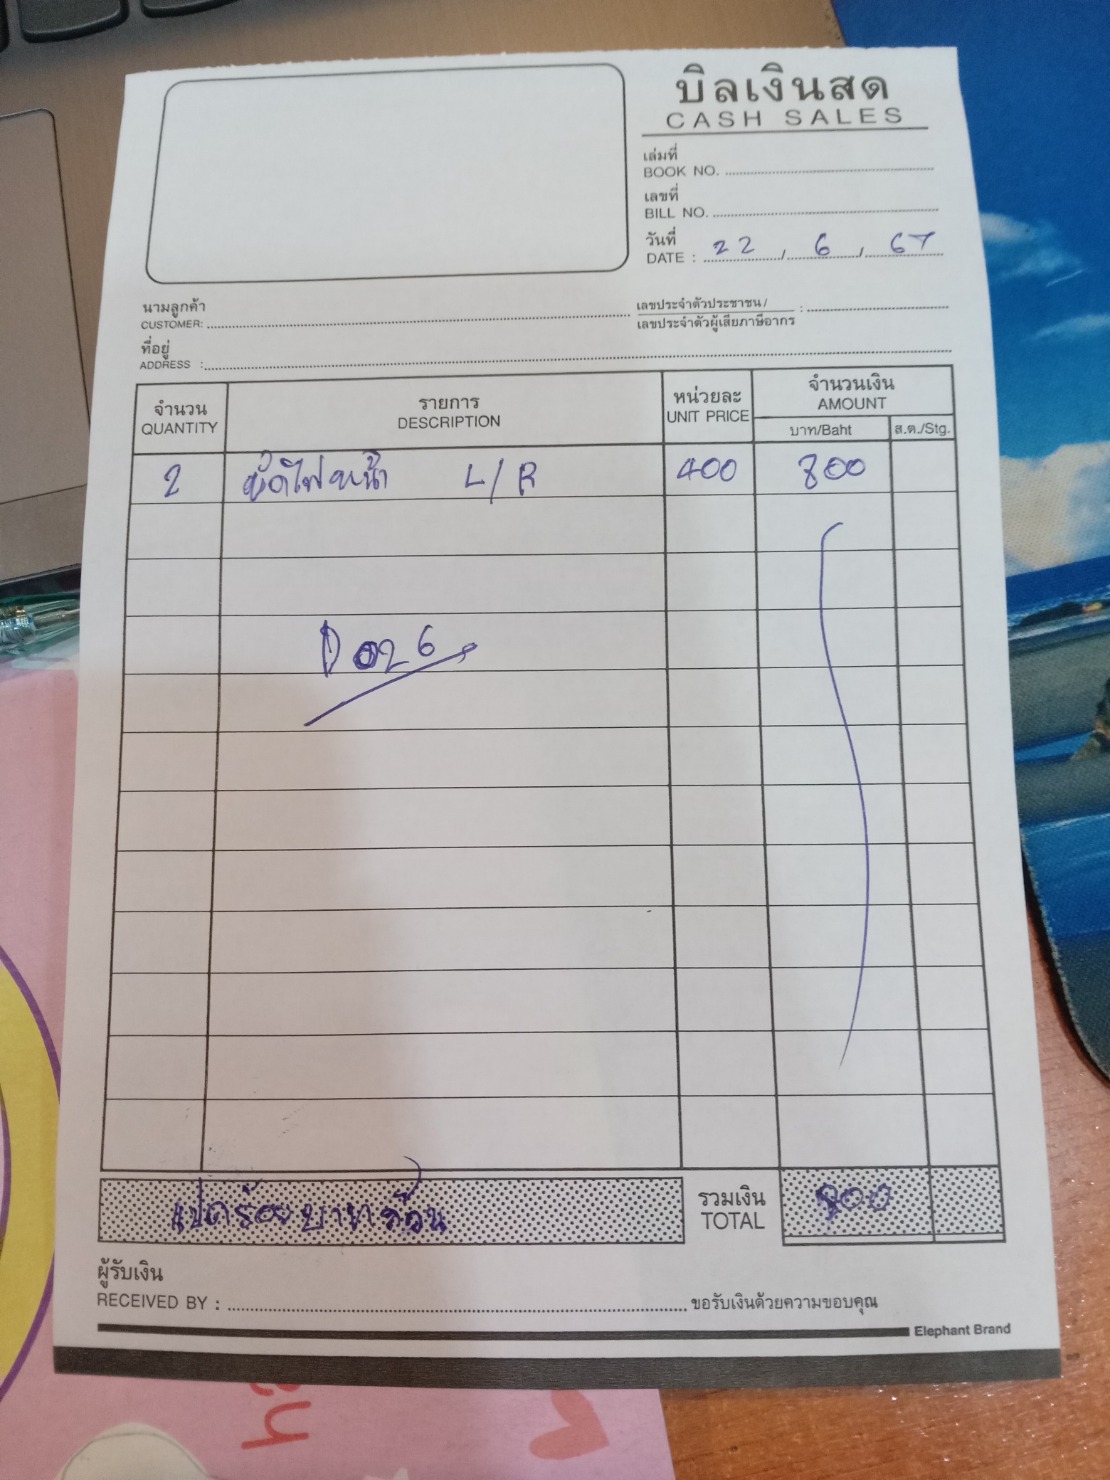 บิลเงินสด
CASH SALES
เล่มที่
BOOK NO.
เลขที่
BILL NO.
วันที่
DATE : 22 / 6 / 67
นามลูกค้า
CUSTOMER:
เลขประจำตัวประชาชน /
เลขประจำตัวผู้เสียภาษีอากร :
ที่อยู่
ADDRESS :
จำนวน รายการ หน่วยละ จำนวนเงิน
QUANTITY DESCRIPTION UNIT PRICE AMOUNT
บาท/Baht ส.ต./Stg.
2 ขัดไฟหน้า L/R 400 800
D026
แปดร้อยบาทถ้วน รวมเงิน 800
TOTAL
ผู้รับเงิน
RECEIVED BY : ขอรับเงินด้วยความขอบคุณ
Elephant Brand
ha